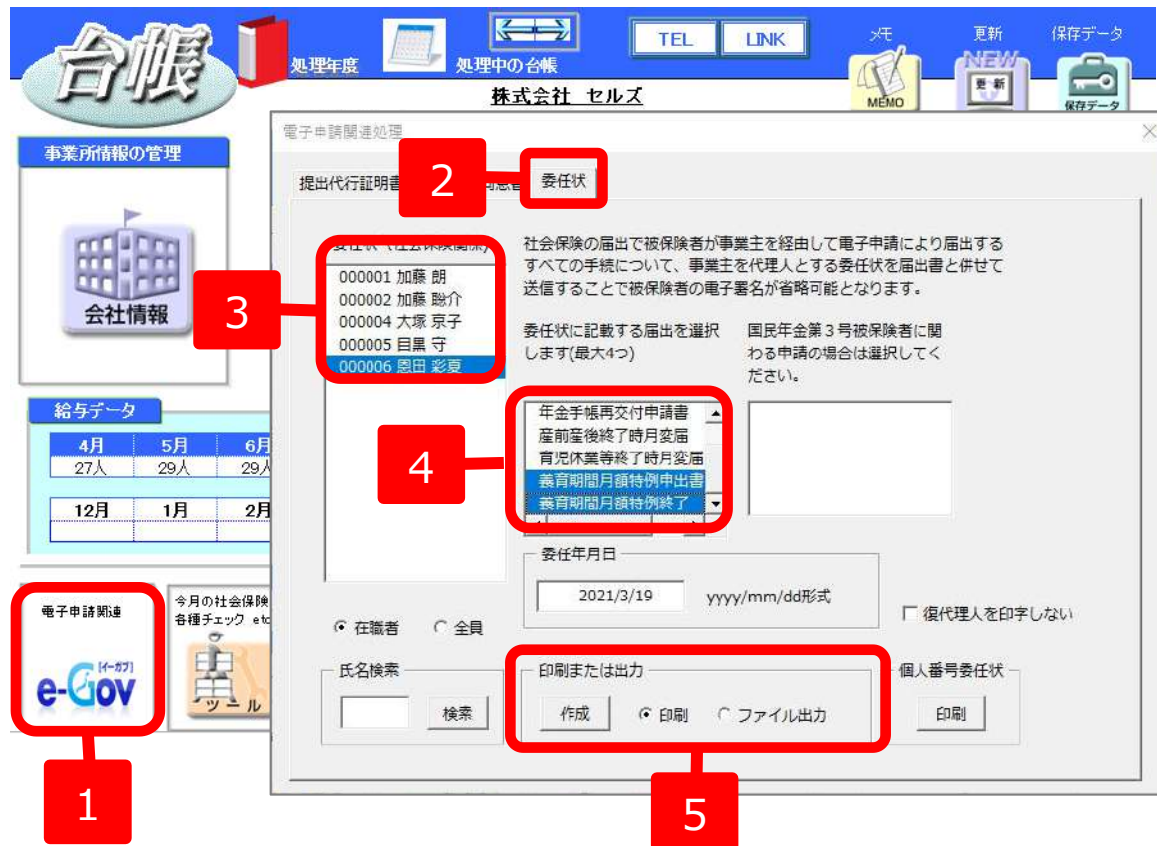 台帳
処理年度
処理中の台帳
TEL
LINK
メモ
更新
保存データ
MEMO
NEW
更新
保存データ
株式会社 セルズ
事業所情報の管理
会社情報
給与データ
4月 5月 6月
27人 29人 29人
12月 1月 2月
電子申請関連
[イーガブ]
e-Gov
1
今月の社会保険
各種チェック etc
ツール
電子申請関連処理
提出代行証明書
2
委任状
3
000001 加藤 朗
000002 加藤 聡介
000004 大塚 京子
000005 目黒 守
000006 恩田 彩夏
在職者 全員
氏名検索
検索
社会保険の届出で被保険者が事業主を経由して電子申請により届出する
すべての手続について、事業主を代理人とする委任状を届出書と併せて
送信することで被保険者の電子署名が省略可能となります。
委任状に記載する届出を選択
します(最大4つ)
国民年金第3号被保険者に関
わる申請の場合は選択してく
ださい。
4
年金手帳再交付申請書
産前産後終了時月変届
育児休業等終了時月変届
養育期間月額特例申出書
養育期間月額特例終了
委任年月日
2021/3/19 yyyy/mm/dd形式
復代理人を印字しない
印刷または出力
作成 印刷 ファイル出力
個人番号委任状
印刷
5